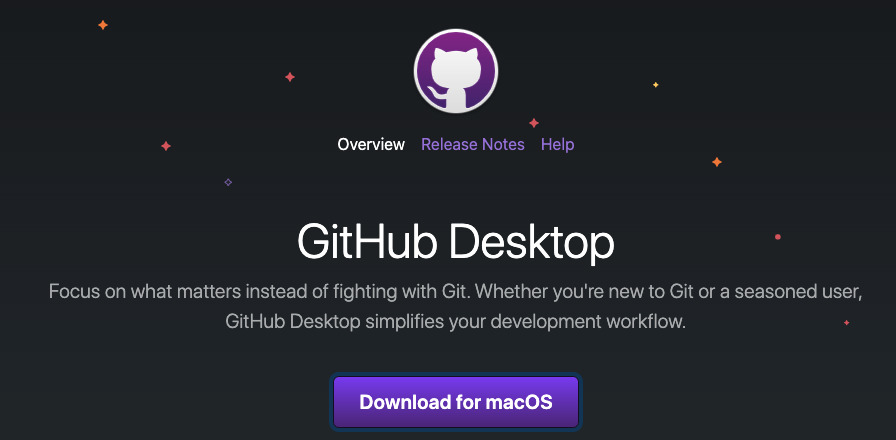 Overview Release Notes Help
GitHub Desktop
Focus on what matters instead of fighting with Git. Whether you're new to Git or a seasoned user,
GitHub Desktop simplifies your development workflow.
Download for macOS